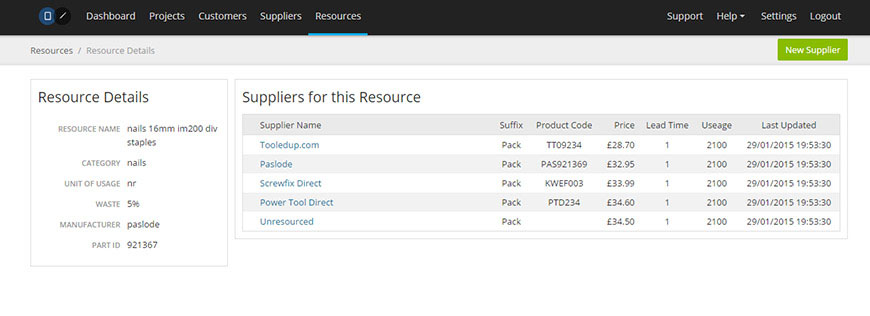 Dashboard Projects Customers Suppliers Resources Support Help Settings Logout
Resources / Resource Details New Supplier
Resource Details
RESOURCE NAME nails 16mm im200 div
staples
CATEGORY nails
UNIT OF USAGE nr
WASTE 5%
MANUFACTURER paslode
PART ID 921367
Suppliers for this Resource
Supplier Name Suffix Product Code Price Lead Time Useage Last Updated
Tooledup.com Pack TT09234 £28.70 1 2100 29/01/2015 19:53:30
Paslode Pack PAS921369 £32.95 1 2100 29/01/2015 19:53:30
Screwfix Direct Pack KWEF003 £33.99 1 2100 29/01/2015 19:53:30
Power Tool Direct Pack PTD234 £34.60 1 2100 29/01/2015 19:53:30
Unresourced Pack £34.50 1 2100 29/01/2015 19:53:30